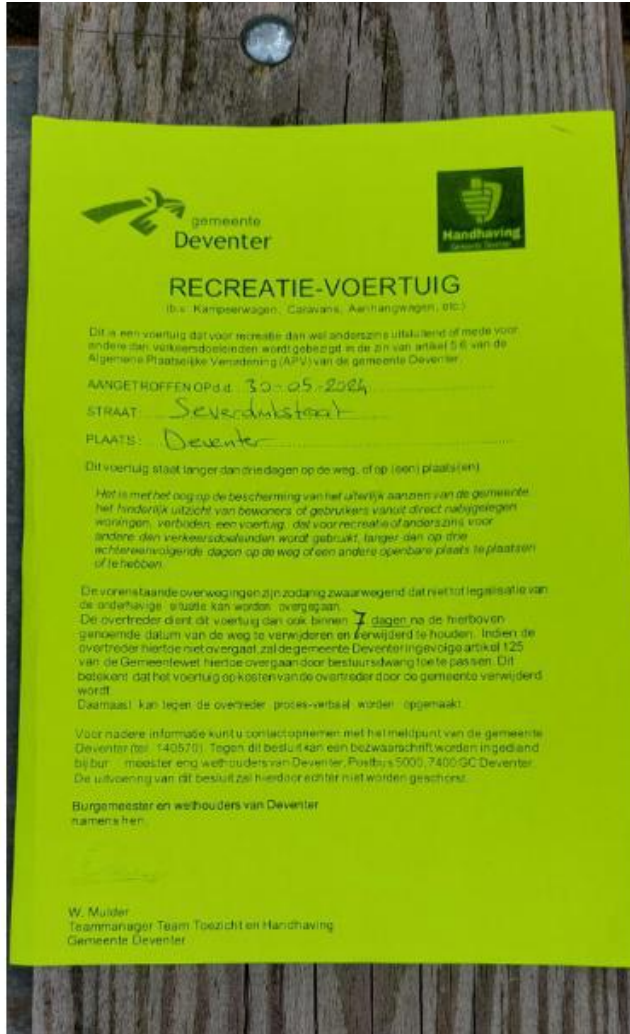 gemeente
Deventer
Handhaving
Gemeente Deventer
RECREATIE-VOERTUIG
(b.v. Kampeerwagen, Caravans, Aanhangwagen, etc.)
Dit is een voertuig dat voor recreatie dan wel anderszins uitsluitend of mede voor
andere dan verkeersdoeleinden wordt gebezigd in de zin van artikel 5:6 van de
Algemene Plaatselijke Verordening (APV) van de gemeente Deventer.
AANGETROFFEN OP d.d. 30-05-2024
STRAAT:
PLAATS: Deventer
Dit voertuig staat langer dan drie dagen op de weg, of op (een) plaats(en)
Het is met het oog op de bescherming van het uiterlijk aanzien van de gemeente,
het hinderlijk uitzicht van bewoners of gebruikers vanuit direct nabijgelegen
woningen, verboden, een voertuig, dat voor recreatie of anderszins voor
andere dan verkeersdoeleinden wordt gebruikt, langer dan op drie
achtereenvolgende dagen op de weg of een andere openbare plaats te plaatsen
of te hebben.
De vorenstaande overwegingen zijn zodanig zwaarwegend dat niet tot legalisatie van
de onderhavige situatie kan worden overgegaan.
De overtreder dient dit voertuig dan ook binnen 7 dagen na de hierboven
genoemde datum van de weg te verwijderen en verwijderd te houden. Indien de
overtreder hiertoe niet overgaat, zal de gemeente Deventer ingevolge artikel 125
van de Gemeentewet hiertoe overgaan door bestuursdwang toe te passen. Dit
betekent dat het voertuig op kosten van de overtreder door de gemeente verwijderd
wordt.
Daarnaast kan tegen de overtreder proces-verbaal worden opgemaakt.
Voor nadere informatie kunt u contact opnemen met het meldpunt van de gemeente
Deventer (tel. 140570). Tegen dit besluit kan een bezwaarschrift worden ingediend
bij bur meester en wethouders van Deventer, Postbus 5000, 7400 GC Deventer.
De uitvoering van dit besluit zal hierdoor echter niet worden geschorst.
Burgemeester en wethouders van Deventer
namens hen,
W. Mulder
Teammanager Team Toezicht en Handhaving
Gemeente Deventer